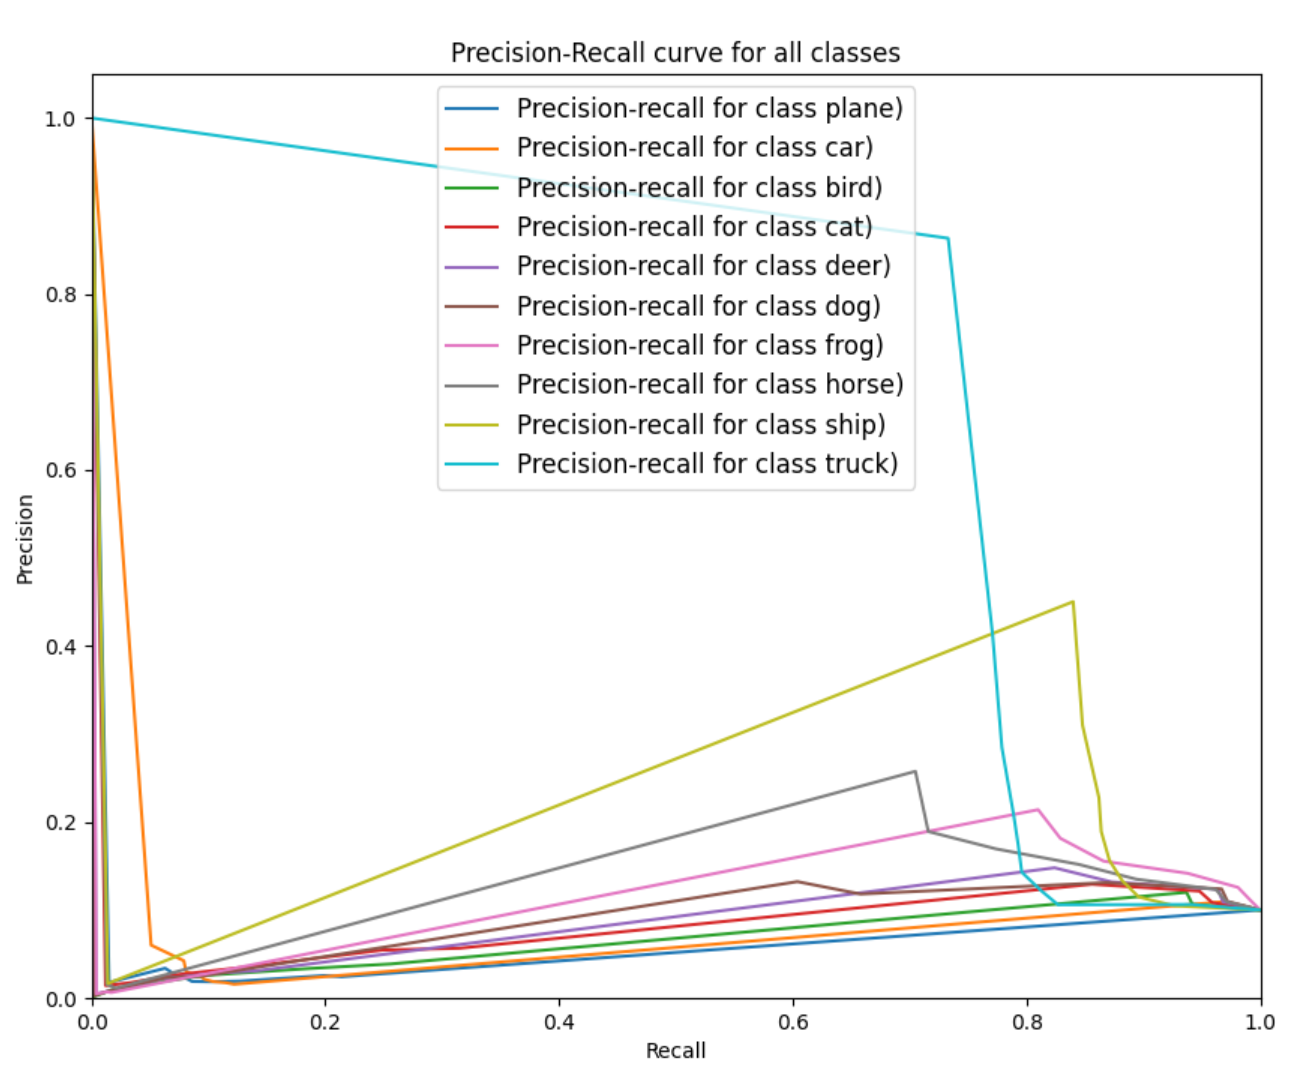 Precision-Recall curve for all classes
Precision-recall for class plane)
Precision-recall for class car)
Precision-recall for class bird)
Precision-recall for class cat)
Precision-recall for class deer)
Precision-recall for class dog)
Precision-recall for class frog)
Precision-recall for class horse)
Precision-recall for class ship)
Precision-recall for class truck)
Precision
1.0
0.8
0.6
0.4
0.2
0.0
0.0 0.2 0.4 0.6 0.8 1.0
Recall